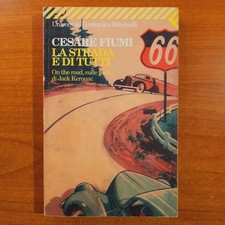 Universale Economica Feltrinelli
CESARE FIUMI
LA STRADA
È DI TUTTI
On the road, sulle
di Jack Kerouac
66